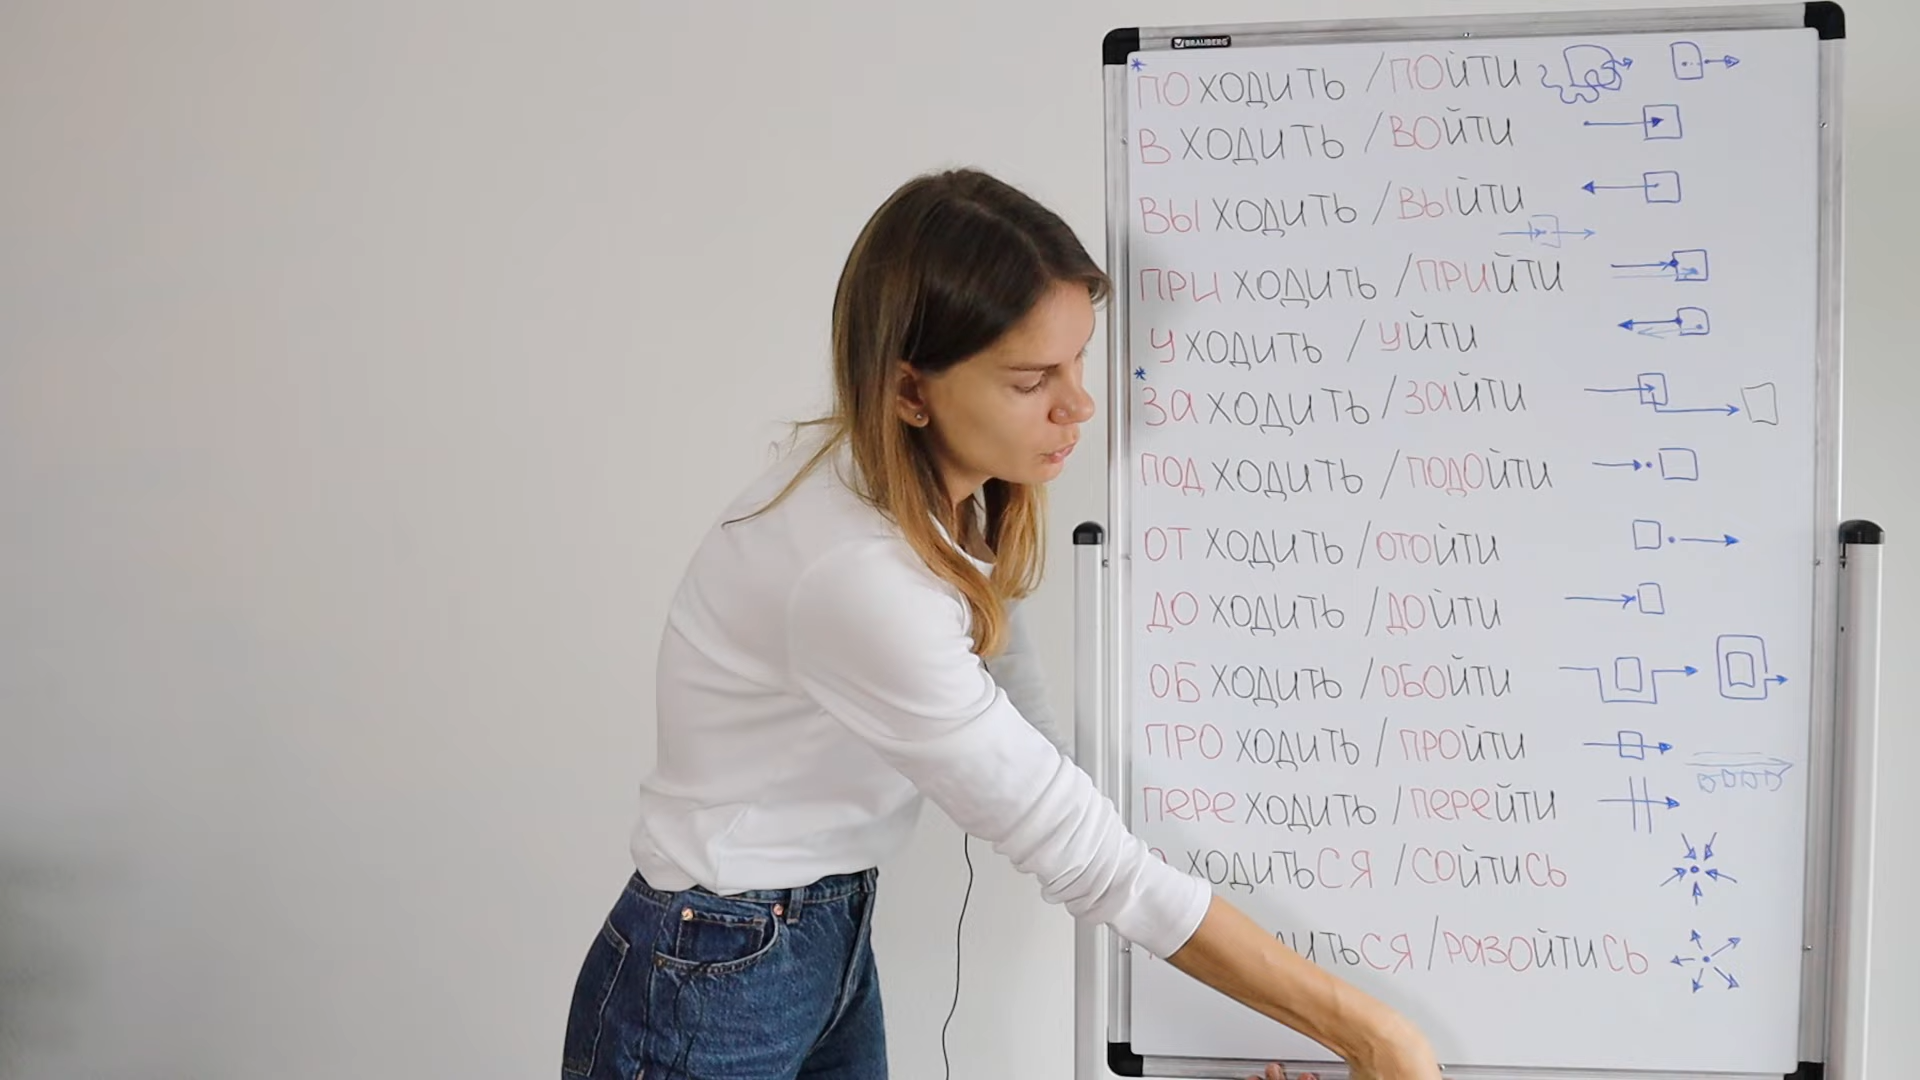 BRAUBERG
* ПОХОДИТЬ / ПОЙТИ
ВХОДИТЬ / ВОЙТИ
ВЫХОДИТЬ / ВЫЙТИ
ПРИХОДИТЬ / ПРИЙТИ
УХОДИТЬ / УЙТИ
* ЗАХОДИТЬ / ЗАЙТИ
ПОДХОДИТЬ / ПОДОЙТИ
ОТХОДИТЬ / ОТОЙТИ
ДОХОДИТЬ / ДОЙТИ
ОБХОДИТЬ / ОБОЙТИ
ПРОХОДИТЬ / ПРОЙТИ
ПЕРЕХОДИТЬ / ПЕРЕЙТИ
ХОДИТЬСЯ / СОЙТИСЬ
/ РАЗОЙТИСЬ